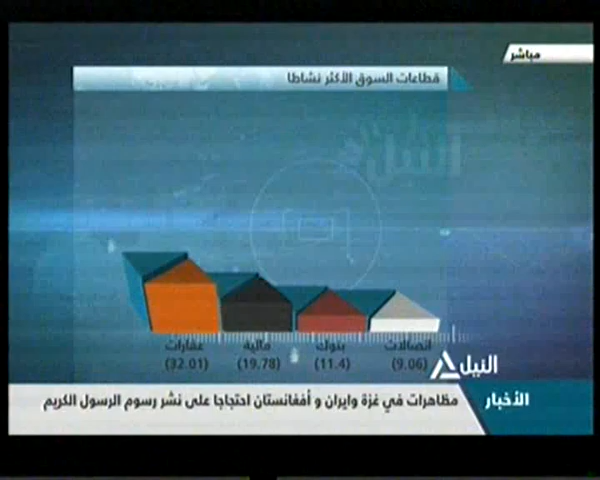 مباشر
قطاعات السوق الأكثر نشاطا
النيل
عقارات مالية بنوك اتصالات
(32.01) (19.78) (11.4) (9.06)
النيل
الأخبار
مظاهرات في غزة وايران و أفغانستان احتجاجا على نشر رسوم الرسول الكريم